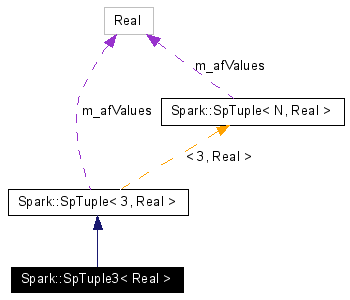 Real
m_afValues
m_afValues
Spark::SpTuple< N, Real >
< 3, Real >
Spark::SpTuple< 3, Real >
Spark::SpTuple3< Real >